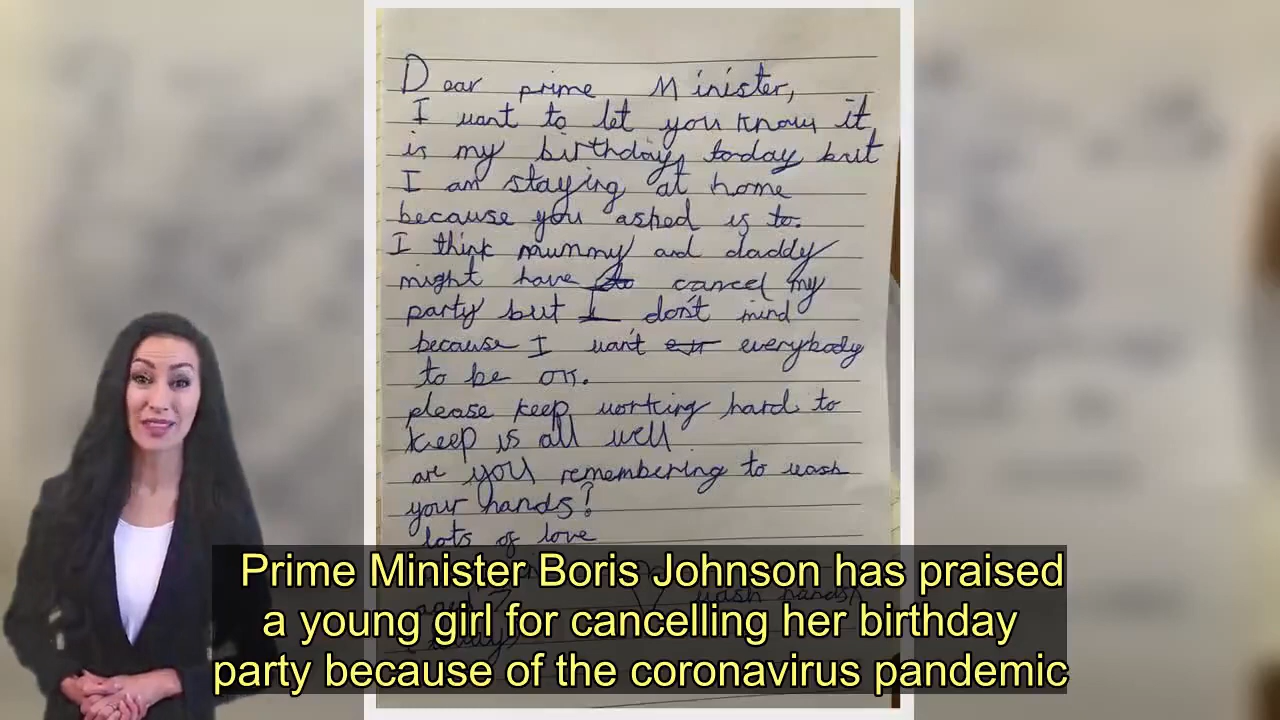 Dear prime Minister,
I want to let you know it
is my birthday today but
I am staying at home
because you asked us to.
I think mummy and daddy
might have to cancel my
party but I don't mind
because I want everybody
to be ok.
please keep working hard to
keep us all well
are you remembering to wash
your hands?
lots of love
aged 7
wash hands
Prime Minister Boris Johnson has praised
a young girl for cancelling her birthday
party because of the coronavirus pandemic